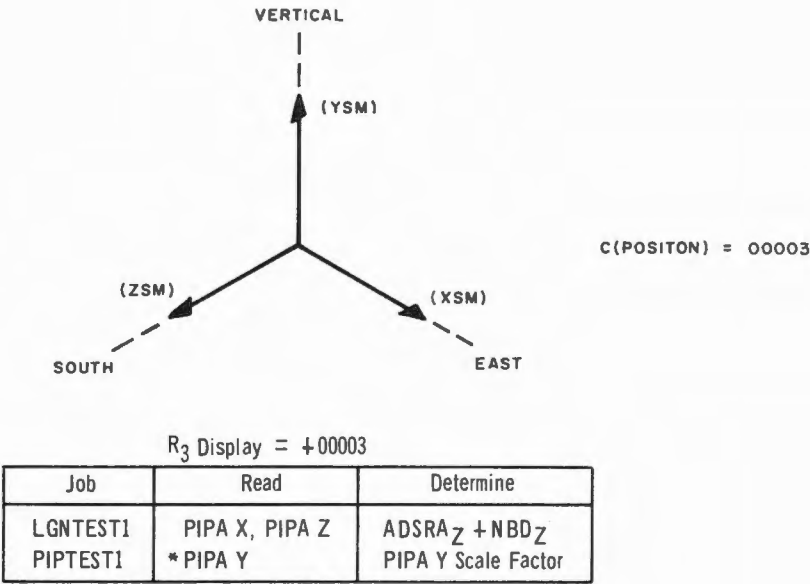 VERTICAL
(YSM)
C(POSITON) = 00003
(ZSM)
(XSM)
SOUTH
EAST
R3 Display = +00003
Job Read Determine
LGNTEST1 PIPA X, PIPA Z ADSRAZ + NBDZ
PIPTEST1 * PIPA Y PIPA Y Scale Factor